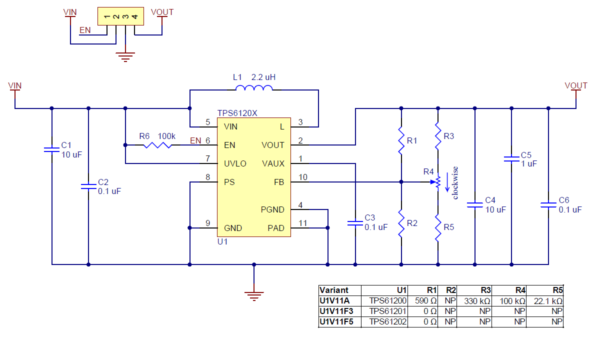 VIN
VOUT
1
2
3
4
EN
VIN
VOUT
L1 2.2 uH
TPS6120X
R6 100k
EN
5 VIN L 3
6 EN VOUT 2
7 UVLO VAUX 1
8 PS FB 10
PGND 4
9 GND PAD 11
U1
C1
10 uF
C2
0.1 uF
C3
0.1 uF
R1
R2
R3
R4
clockwise
R5
C4
10 uF
C5
1 uF
C6
0.1 uF
Variant U1 R1 R2 R3 R4 R5
U1V11A TPS61200 590 Ω NP 330 kΩ 100 kΩ 22.1 kΩ
U1V11F3 TPS61201 0 Ω NP NP NP NP
U1V11F5 TPS61202 0 Ω NP NP NP NP